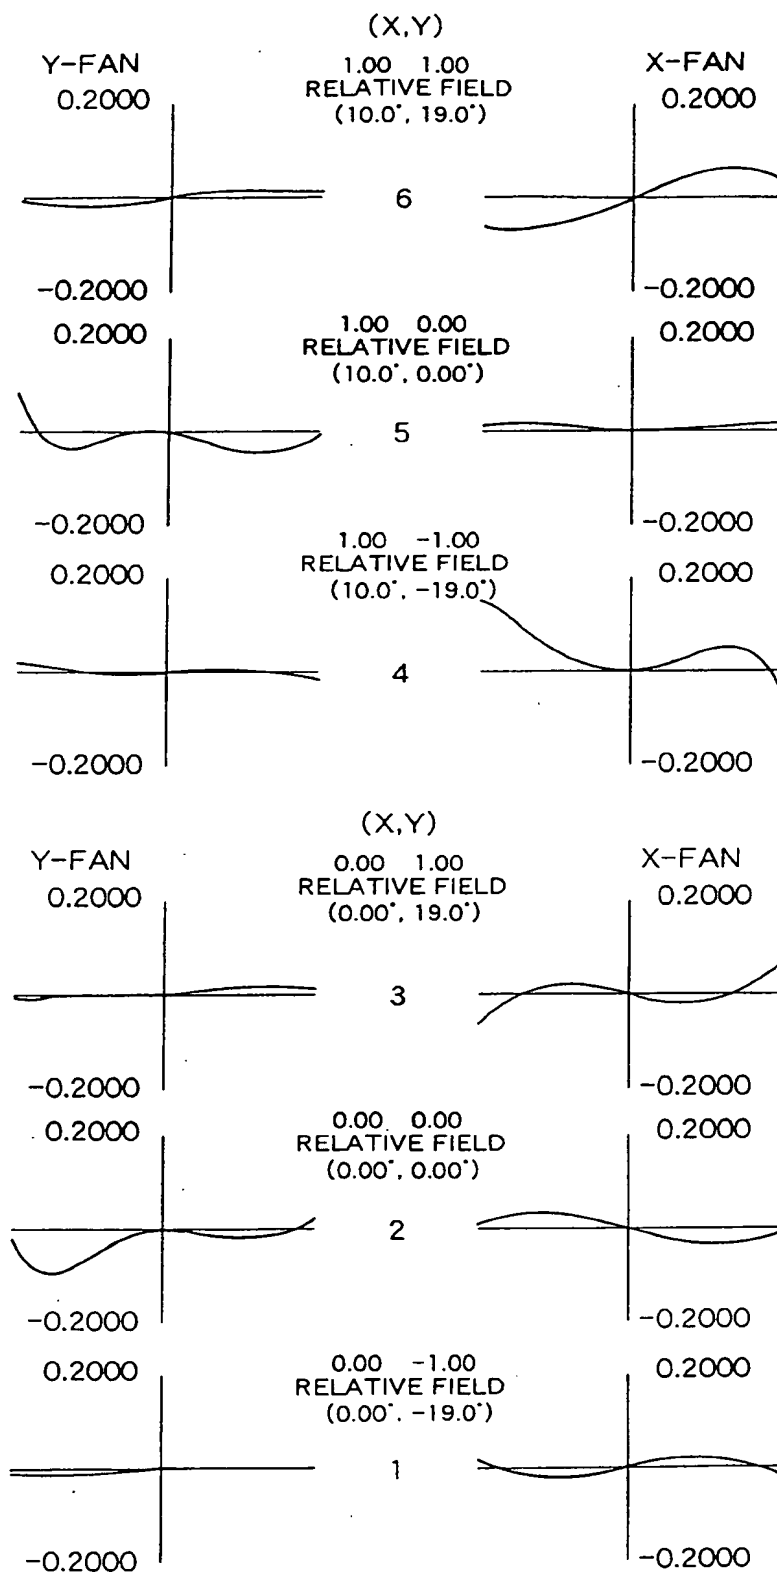 (X,Y)
Y-FAN 1.00 1.00 X-FAN
0.2000 RELATIVE FIELD 0.2000
(10.0°, 19.0°)
6
-0.2000 -0.2000
0.2000 1.00 0.00 0.2000
RELATIVE FIELD
(10.0°, 0.00°)
5
-0.2000 -0.2000
1.00 -1.00
0.2000 RELATIVE FIELD 0.2000
(10.0°, -19.0°)
4
-0.2000 -0.2000
(X,Y)
Y-FAN 0.00 1.00 X-FAN
0.2000 RELATIVE FIELD 0.2000
(0.00°, 19.0°)
3
-0.2000 -0.2000
0.00 0.00
0.2000 RELATIVE FIELD 0.2000
(0.00°, 0.00°)
2
-0.2000 -0.2000
0.00 -1.00
0.2000 RELATIVE FIELD 0.2000
(0.00°, -19.0°)
1
-0.2000 -0.2000